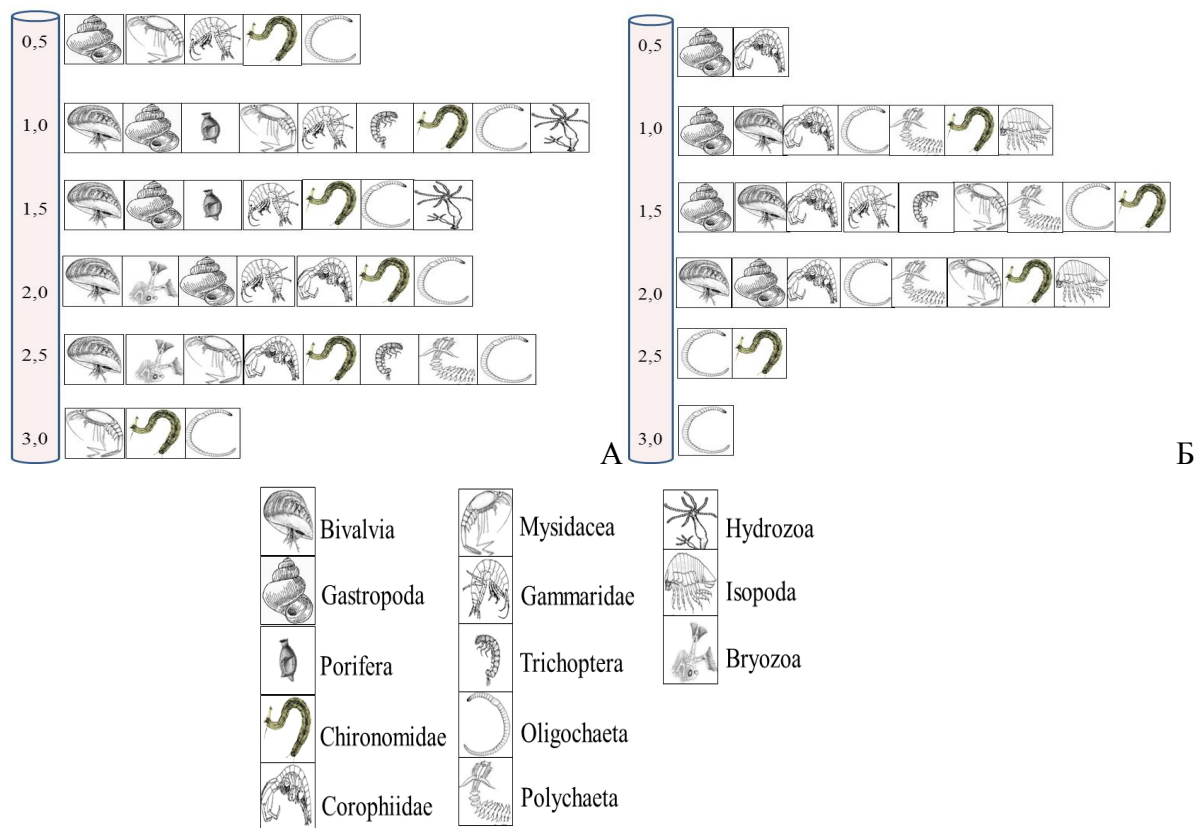 0,5
1,0
1,5
2,0
2,5
3,0
А
0,5
1,0
1,5
2,0
2,5
3,0
Б
Bivalvia
Gastropoda
Porifera
Chironomidae
Corophiidae
Mysidacea
Gammaridae
Trichoptera
Oligochaeta
Polychaeta
Hydrozoa
Isopoda
Bryozoa